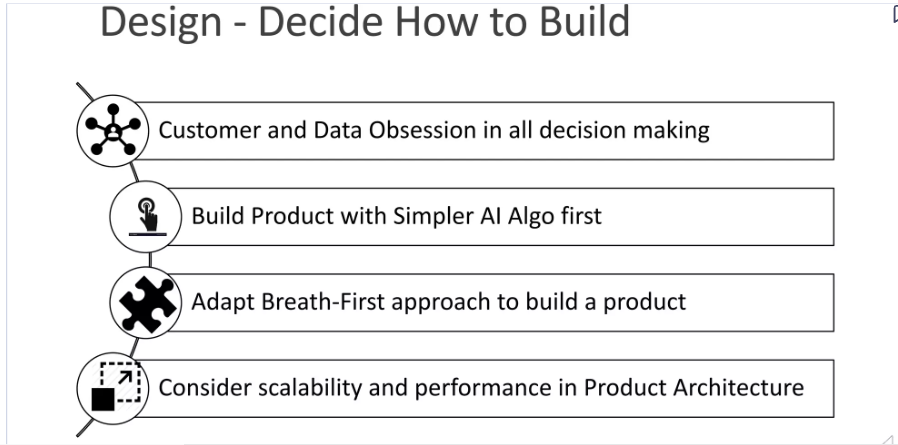 Design - Decide How to Build
Customer and Data Obsession in all decision making
Build Product with Simpler AI Algo first
Adapt Breath-First approach to build a product
Consider scalability and performance in Product Architecture